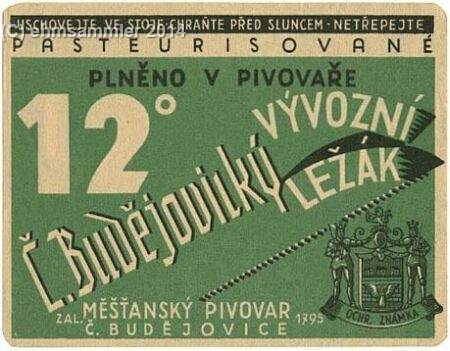 USCHOVEJTE VE STOJE·CHRAŇTE PŘED SLUNCEM·NETŘEPEJTE
(C) ehmsammler 2014
PASTEURISOVANÉ
PLNĚNO V PIVOVAŘE
12°
VÝVOZNÍ
LEŽÁK
Č. Budějovický
ZAL. MĚŠŤANSKÝ PIVOVAR 1795
Č. BUDĚJOVICE
OCHR. ZNÁMKA